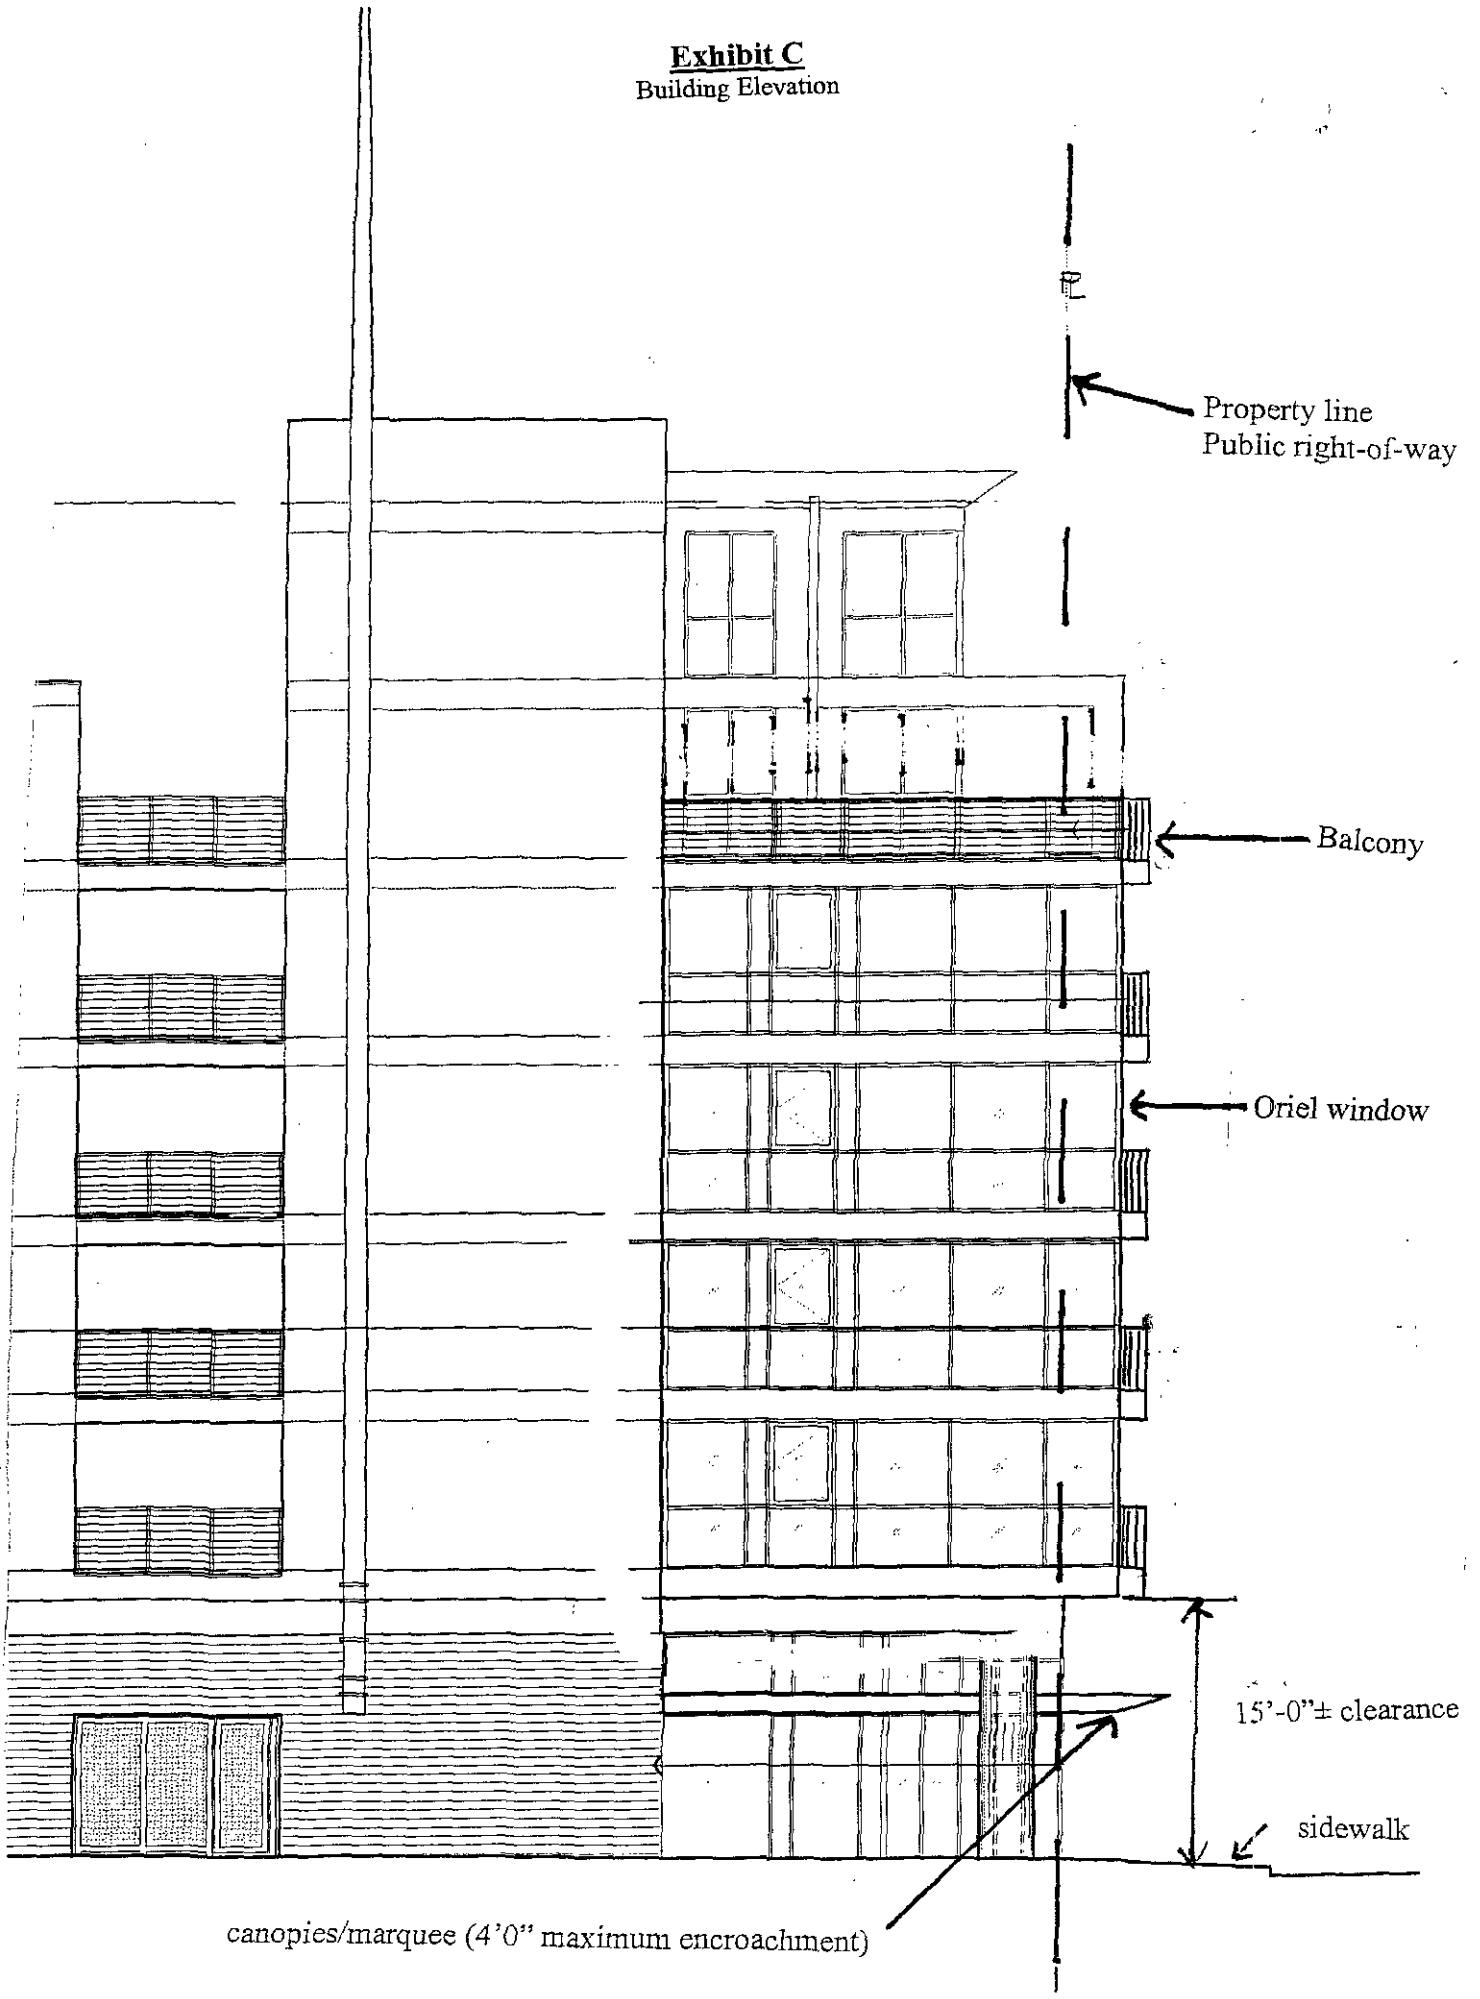 Exhibit C
Building Elevation
PL
Property line
Public right-of-way
Balcony
Oriel window
15’-0”± clearance
sidewalk
canopies/marquee (4’0” maximum encroachment)